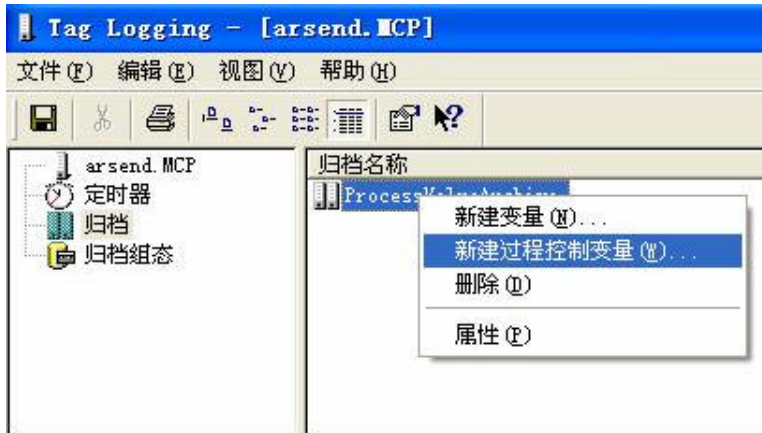 Tag Logging - [arsend.MCP]
文件(F) 编辑(E) 视图(V) 帮助(H)
arsend.MCP
定时器
归档
归档组态
归档名称
新建变量(N)...
新建过程控制变量(W)...
删除(D)
属性(P)